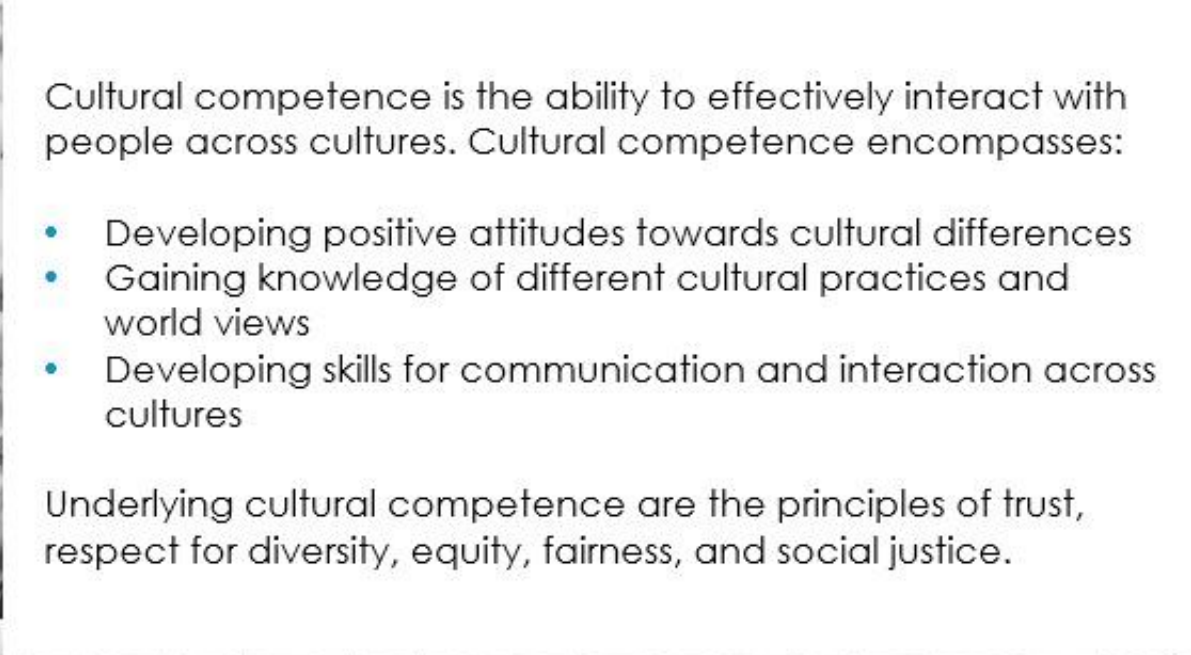 Cultural competence is the ability to effectively interact with
people across cultures. Cultural competence encompasses:
• Developing positive attitudes towards cultural differences
• Gaining knowledge of different cultural practices and
world views
• Developing skills for communication and interaction across
cultures
Underlying cultural competence are the principles of trust,
respect for diversity, equity, fairness, and social justice.